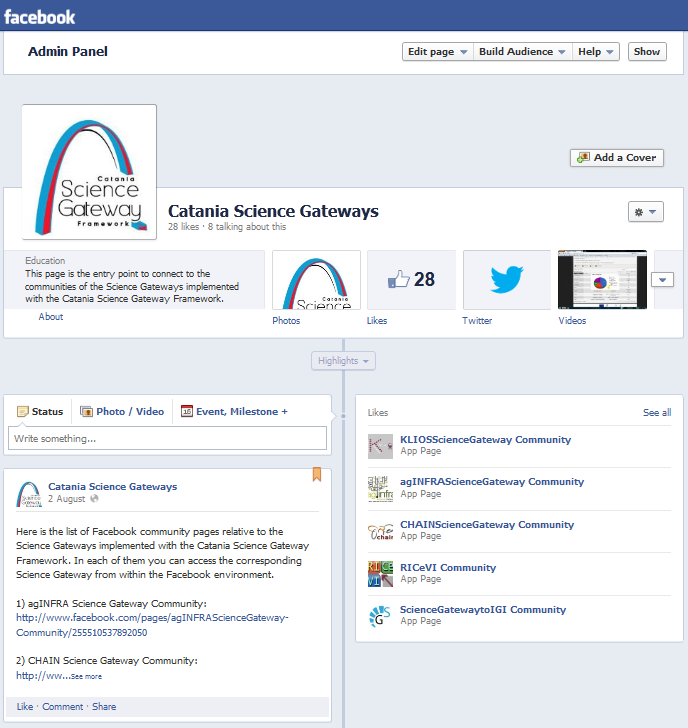 facebook
Admin Panel
Edit page
Build Audience
Help
Show
Add a Cover
Catania
Science
Gateway
Framework
Catania Science Gateways
28 likes · 8 talking about this
Education
This page is the entry point to connect to the
communities of the Science Gateways implemented
with the Catania Science Gateway Framework.
About
Catania
Science
Photos
28
Likes
Twitter
Videos
Highlights
Status
Photo / Video
Event, Milestone +
Write something...
Catania Science Gateways
2 August
Here is the list of Facebook community pages relative to the
Science Gateways implemented with the Catania Science Gateway
Framework. In each of them you can access the corresponding
Science Gateway from within the Facebook environment.
1) agINFRA Science Gateway Community:
http://www.facebook.com/pages/agINFRAScienceGateway-
Community/255510537892050
2) CHAIN Science Gateway Community:
http://ww...See more
Like · Comment · Share
Likes
See all
KLIOSScienceGateway Community
App Page
agINFRAScienceGateway Community
App Page
CHAINScienceGateway Community
App Page
RICeVI Community
App Page
ScienceGatewaytoIGI Community
App Page